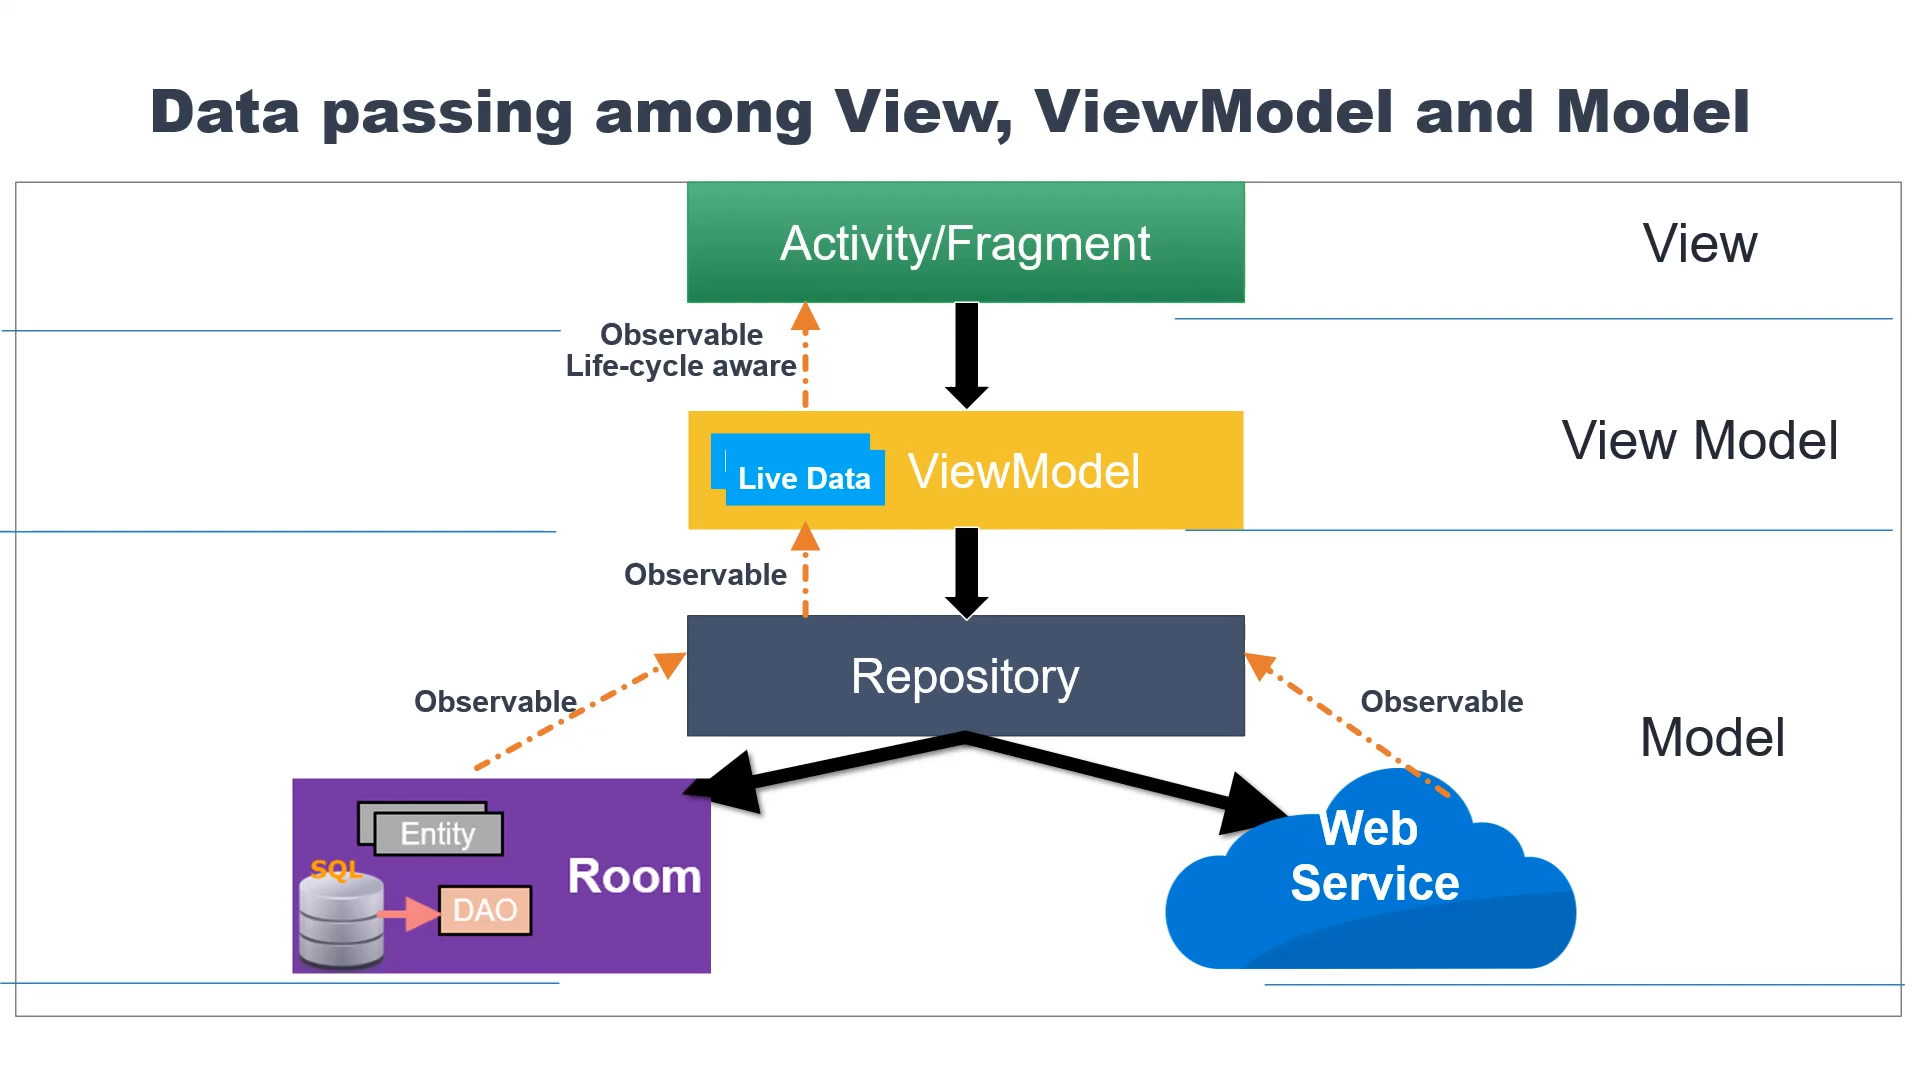 Data passing among View, ViewModel and Model
Activity/Fragment
View
Observable
Life-cycle aware
Live Data
ViewModel
View Model
Observable
Repository
Observable
Observable
Model
Entity
SQL
DAO
Room
Web
Service